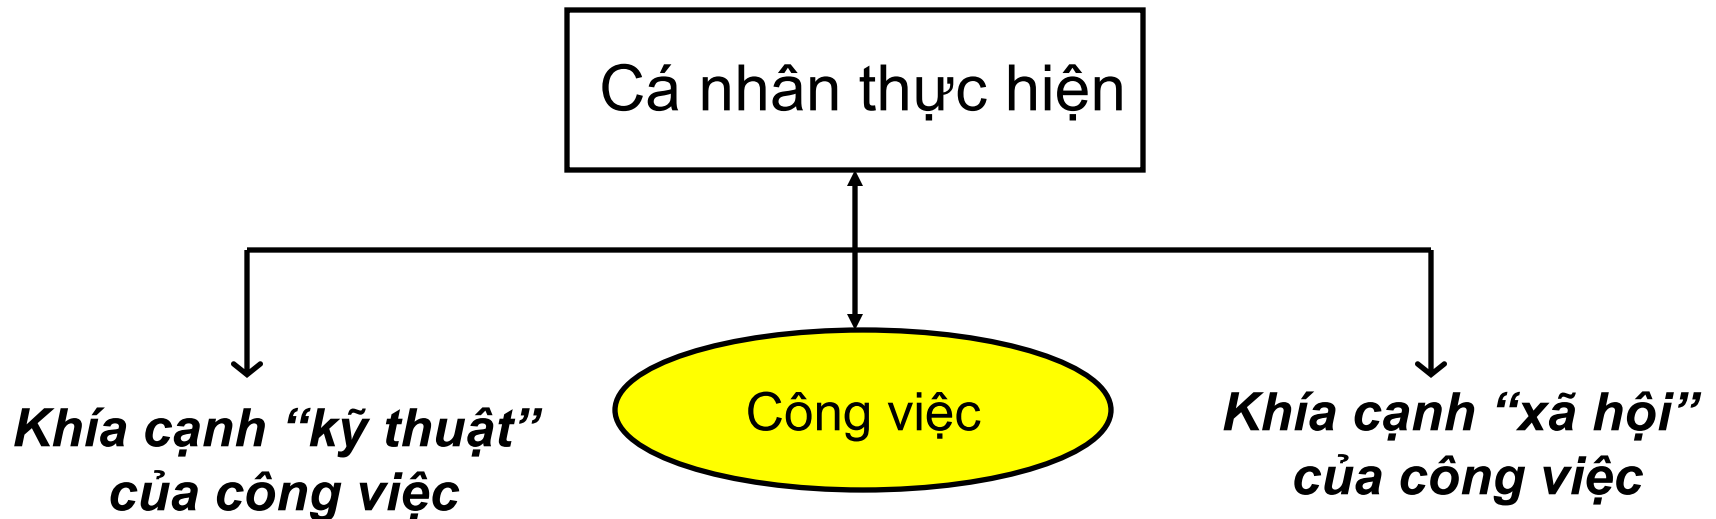 Cá nhân thực hiện
Khía cạnh “kỹ thuật”
của công việc
Công việc
Khía cạnh “xã hội”
của công việc